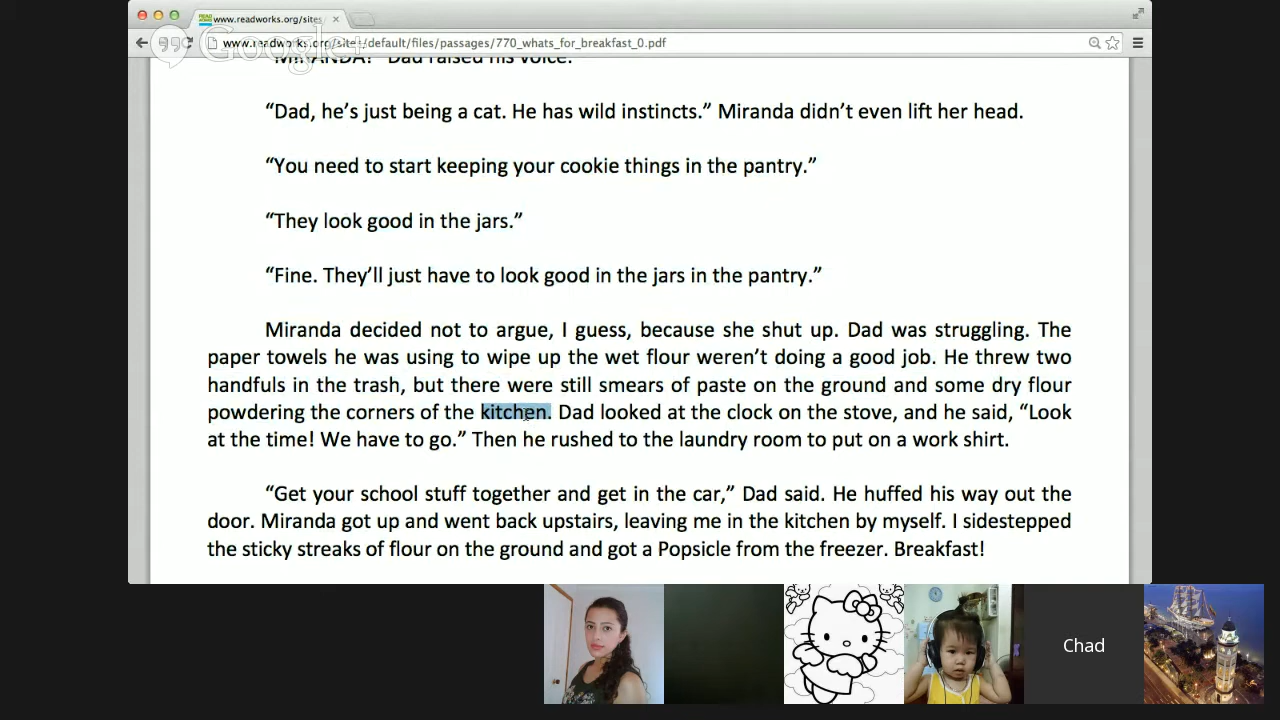 www.readworks.org/sites
www.readworks.org/sites/default/files/passages/770_whats_for_breakfast_0.pdf
Google+
“MIRANDA!” Dad raised his voice.
“Dad, he’s just being a cat. He has wild instincts.” Miranda didn’t even lift her head.
“You need to start keeping your cookie things in the pantry.”
“They look good in the jars.”
“Fine. They’ll just have to look good in the jars in the pantry.”
Miranda decided not to argue, I guess, because she shut up. Dad was struggling. The
paper towels he was using to wipe up the wet flour weren’t doing a good job. He threw two
handfuls in the trash, but there were still smears of paste on the ground and some dry flour
powdering the corners of the kitchen. Dad looked at the clock on the stove, and he said, “Look
at the time! We have to go.” Then he rushed to the laundry room to put on a work shirt.
“Get your school stuff together and get in the car,” Dad said. He huffed his way out the
door. Miranda got up and went back upstairs, leaving me in the kitchen by myself. I sidestepped
the sticky streaks of flour on the ground and got a Popsicle from the freezer. Breakfast!
Chad